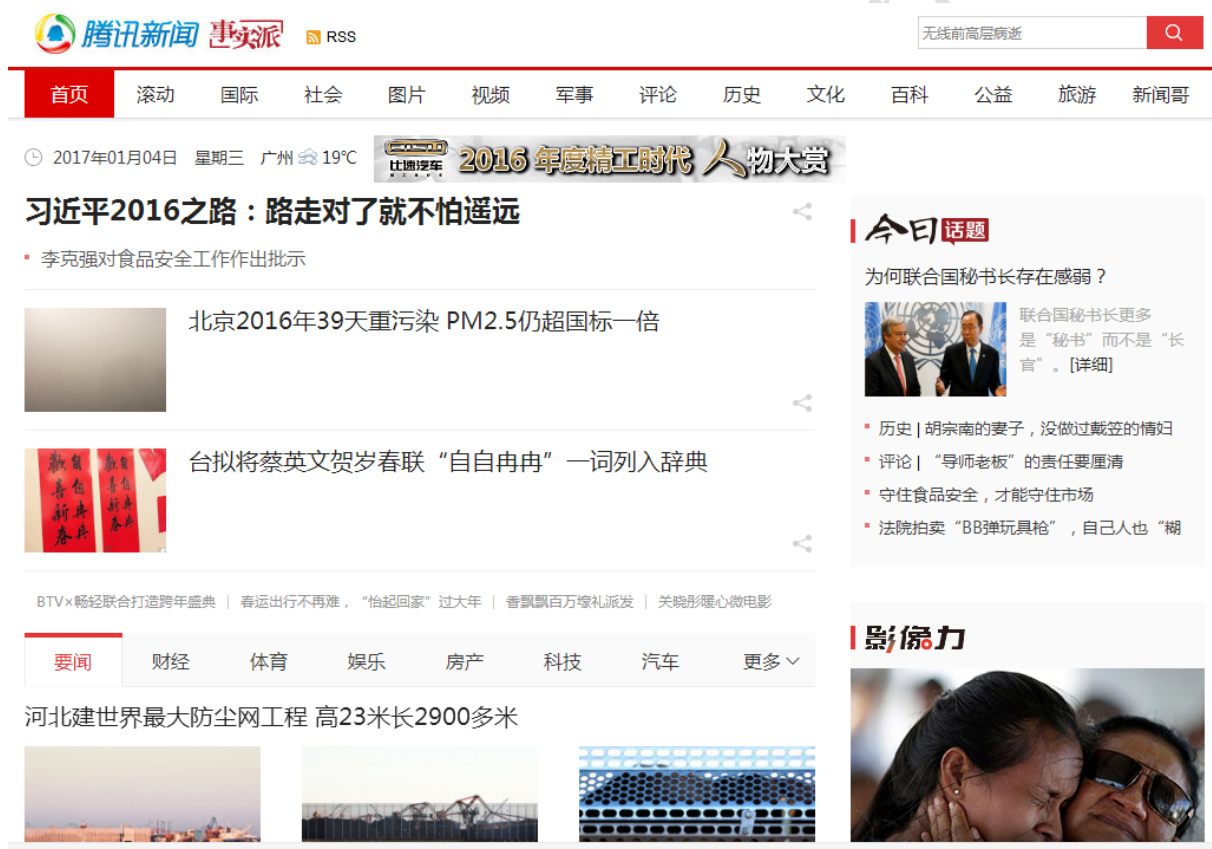 腾讯新闻 事实派 RSS
无线前高层病逝
首页 滚动 国际 社会 图片 视频 军事 评论 历史 文化 百科 公益 旅游 新闻哥
2017年01月04日 星期三 广州 19℃
比速汽车 2016年度精工时代人物大赏
习近平2016之路：路走对了就不怕遥远
李克强对食品安全工作作出批示
北京2016年39天重污染 PM2.5仍超国标一倍
台拟将蔡英文贺岁春联“自自冉冉”一词列入辞典
自自冉冉
歡喜新春
自自冉冉
歡喜新春
BTV×畅轻联合打造跨年盛典 | 春运出行不再难，“怡起回家”过大年 | 香飘飘百万壕礼派发 | 关晓彤暖心微电影
要闻 财经 体育 娱乐 房产 科技 汽车 更多
河北建世界最大防尘网工程 高23米长2900多米
今日话题
为何联合国秘书长存在感弱？
联合国秘书长更多
是“秘书”而不是“长
官”。[详细]
历史 | 胡宗南的妻子，没做过戴笠的情妇
评论 | “导师老板”的责任要厘清
守住食品安全，才能守住市场
法院拍卖“BB弹玩具枪”，自己人也“糊
影像力